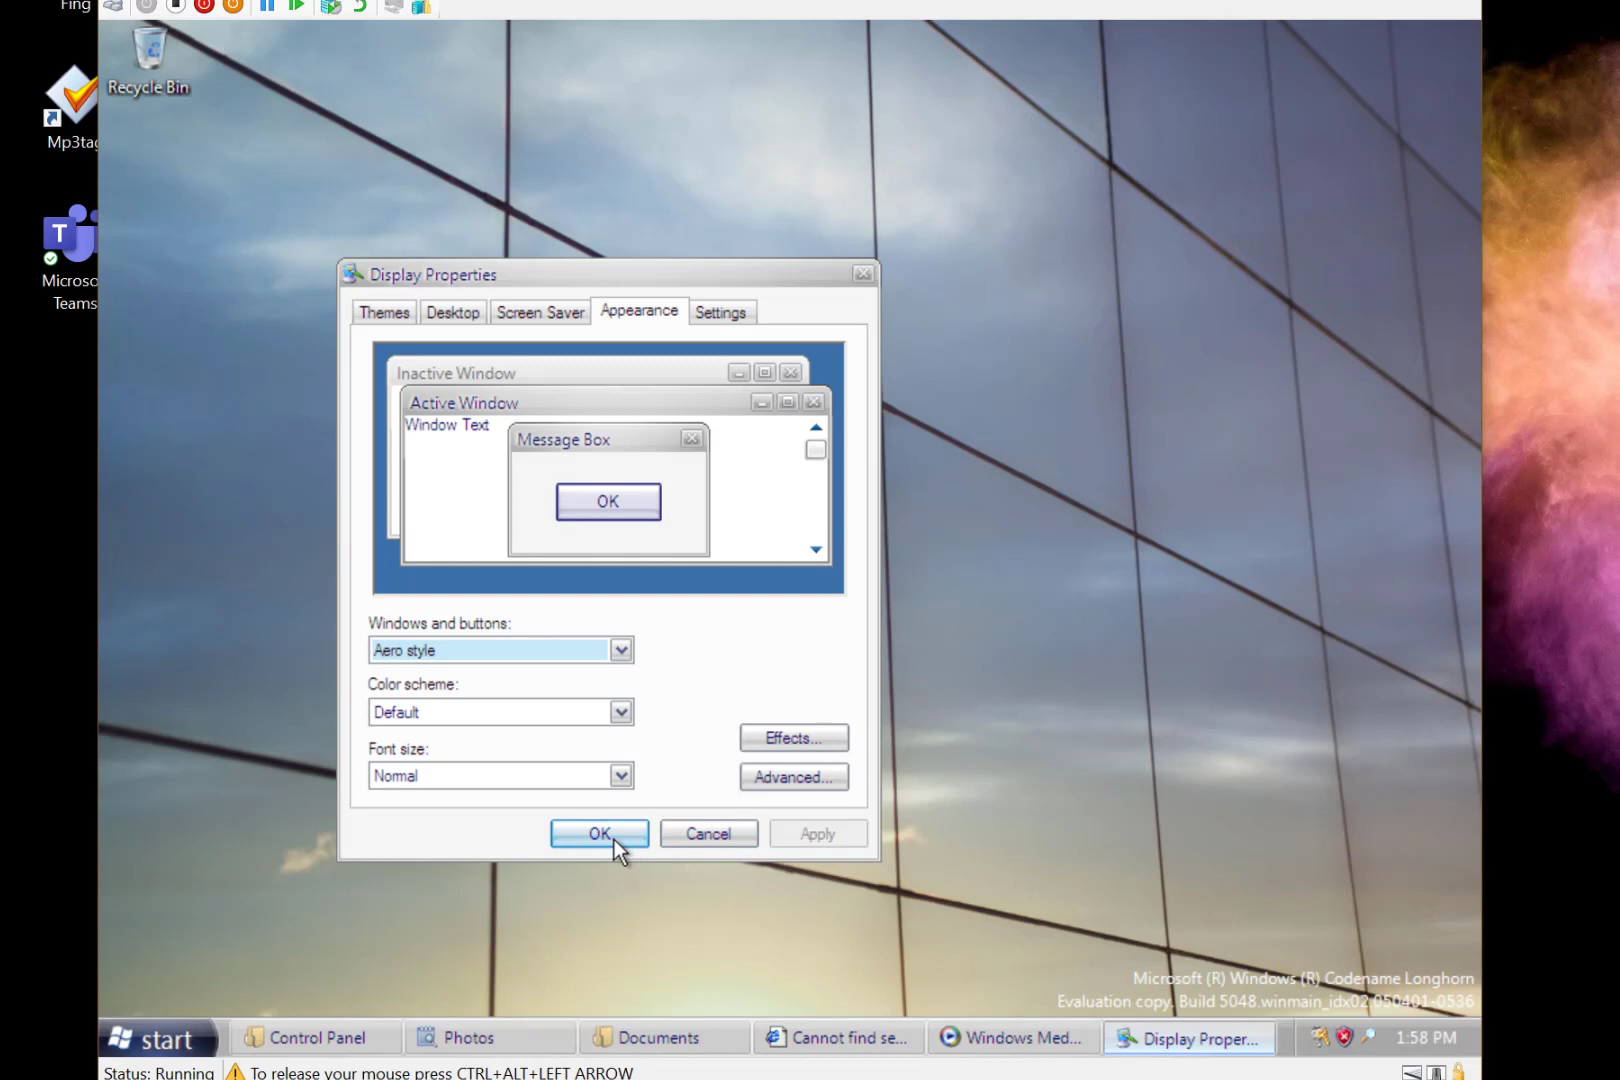 Fing
Recycle Bin
Mp3tag
T
Microso
Teams
Display Properties
Themes
Desktop
Screen Saver
Appearance
Settings
Inactive Window
Active Window
Window Text
Message Box
OK
Windows and buttons:
Aero style
Color scheme:
Default
Font size:
Normal
Effects...
Advanced...
OK
Cancel
Apply
Microsoft (R) Windows (R) Codename Longhorn
Evaluation copy. Build 5048.winmain_idx02.050401-0536
start
Control Panel
Photos
Documents
Cannot find se...
Windows Med...
Display Proper...
1:58 PM
Status: Running
To release your mouse press CTRL+ALT+LEFT ARROW